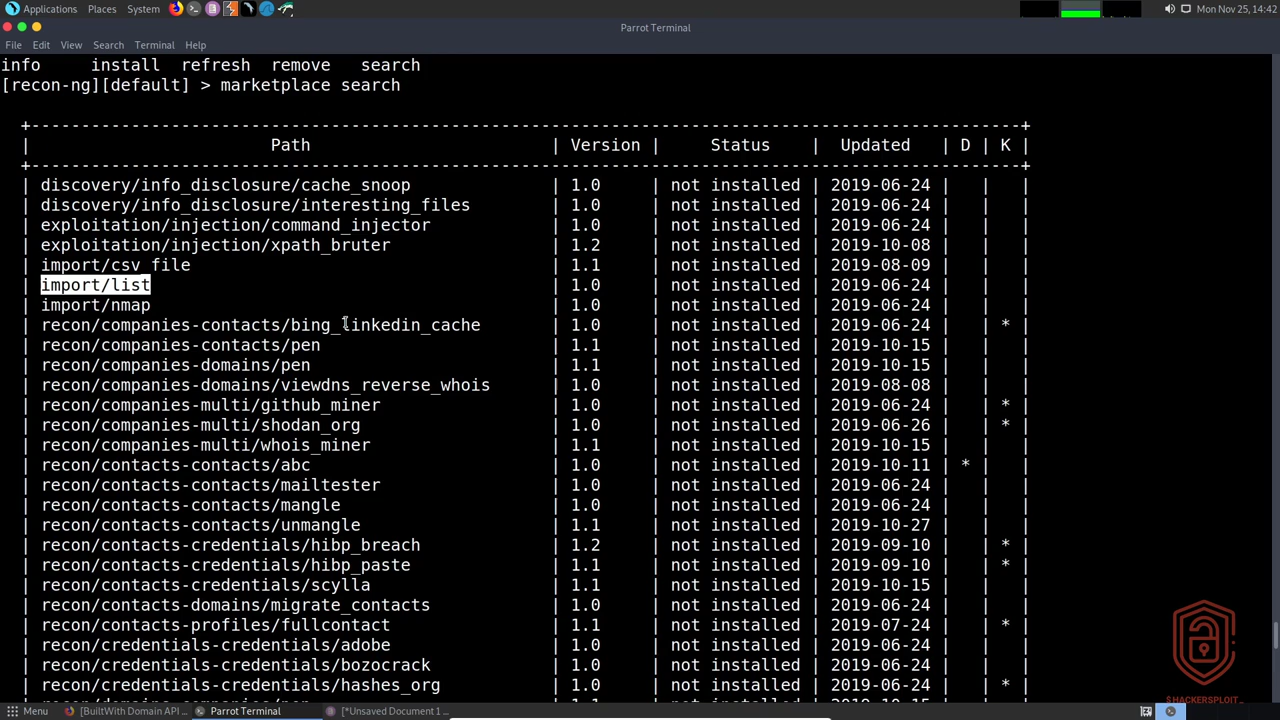 Applications Places System Mon Nov 25, 14:42
Parrot Terminal
File Edit View Search Terminal Help
info install refresh remove search
[recon-ng][default] > marketplace search
+---------------------------------------------------------------------------------------------------+
| Path | Version | Status | Updated | D | K |
+---------------------------------------------------------------------------------------------------+
| discovery/info_disclosure/cache_snoop | 1.0 | not installed | 2019-06-24 | | |
| discovery/info_disclosure/interesting_files | 1.0 | not installed | 2019-06-24 | | |
| exploitation/injection/command_injector | 1.0 | not installed | 2019-06-24 | | |
| exploitation/injection/xpath_bruter | 1.2 | not installed | 2019-10-08 | | |
| import/csv_file | 1.1 | not installed | 2019-08-09 | | |
| import/list | 1.0 | not installed | 2019-06-24 | | |
| import/nmap | 1.0 | not installed | 2019-06-24 | | |
| recon/companies-contacts/bing_linkedin_cache | 1.0 | not installed | 2019-06-24 | | * |
| recon/companies-contacts/pen | 1.1 | not installed | 2019-10-15 | | |
| recon/companies-domains/pen | 1.1 | not installed | 2019-10-15 | | |
| recon/companies-domains/viewdns_reverse_whois | 1.0 | not installed | 2019-08-08 | | |
| recon/companies-multi/github_miner | 1.0 | not installed | 2019-06-24 | | * |
| recon/companies-multi/shodan_org | 1.0 | not installed | 2019-06-26 | | * |
| recon/companies-multi/whois_miner | 1.1 | not installed | 2019-10-15 | | |
| recon/contacts-contacts/abc | 1.0 | not installed | 2019-10-11 | * | |
| recon/contacts-contacts/mailtester | 1.0 | not installed | 2019-06-24 | | |
| recon/contacts-contacts/mangle | 1.0 | not installed | 2019-06-24 | | |
| recon/contacts-contacts/unmangle | 1.1 | not installed | 2019-10-27 | | |
| recon/contacts-credentials/hibp_breach | 1.2 | not installed | 2019-09-10 | | * |
| recon/contacts-credentials/hibp_paste | 1.1 | not installed | 2019-09-10 | | * |
| recon/contacts-credentials/scylla | 1.1 | not installed | 2019-10-15 | | |
| recon/contacts-domains/migrate_contacts | 1.0 | not installed | 2019-06-24 | | |
| recon/contacts-profiles/fullcontact | 1.1 | not installed | 2019-07-24 | | * |
| recon/credentials-credentials/adobe | 1.0 | not installed | 2019-06-24 | | |
| recon/credentials-credentials/bozocrack | 1.0 | not installed | 2019-06-24 | | |
| recon/credentials-credentials/hashes_org | 1.0 | not installed | 2019-06-24 | | * |
HACKERSPLOIT_
Menu [BuiltWith Domain API ... Parrot Terminal [*Unsaved Document 1 ...